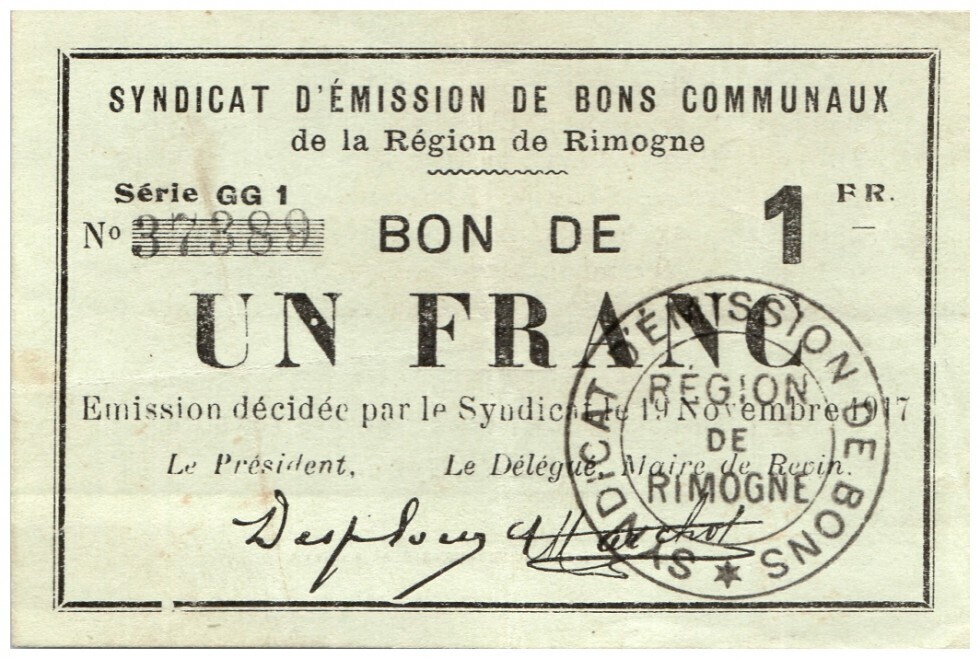 SYNDICAT D'ÉMISSION DE BONS COMMUNAUX
de la Région de Rimogne
Série GG 1
No 37389
BON DE 1 FR.
UN FRANC
Emission décidée par le Syndicat le 19 Novembre 1917
Le Président, Le Délégué, Maire de Revin.
SYNDICAT D'ÉMISSION DE BONS
RÉGION
DE
RIMOGNE